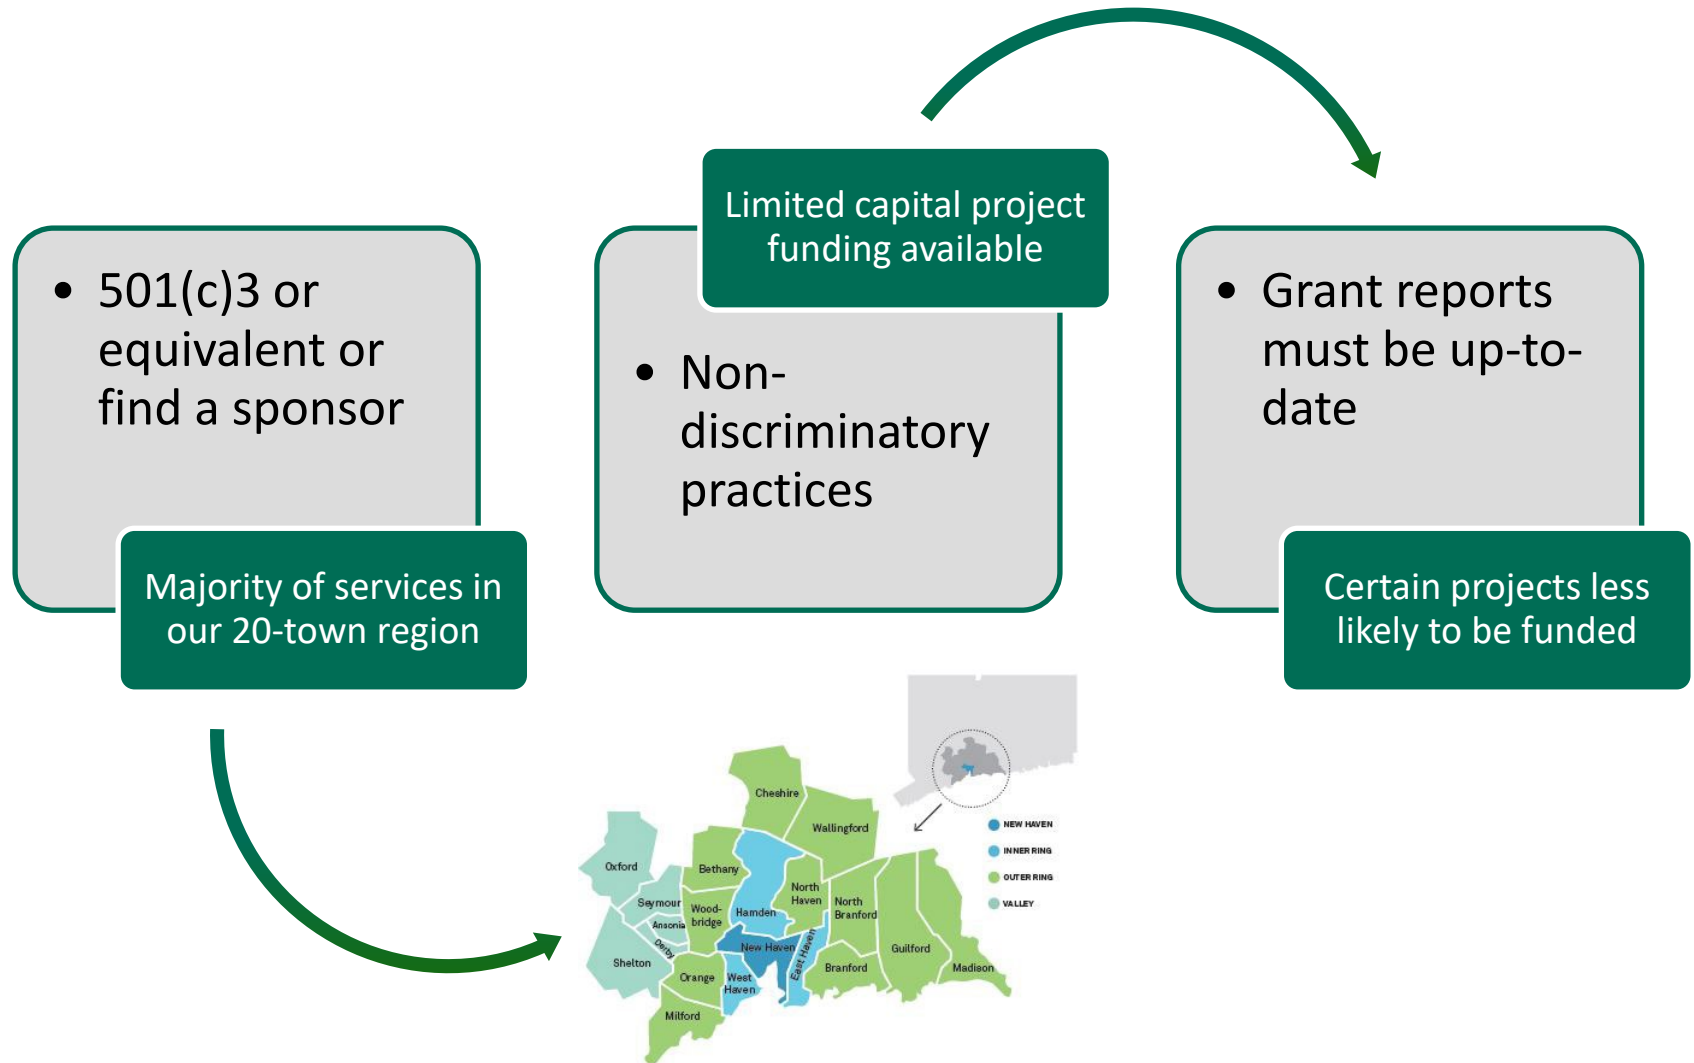 • 501(c)3 or
equivalent or
find a sponsor
Majority of services in
our 20-town region
Limited capital project
funding available
• Non-
discriminatory
practices
• Grant reports
must be up-to-
date
Certain projects less
likely to be funded
Cheshire
Wallingford
Oxford
Bethany
Seymour
Wood-
bridge
Hamden
North
Haven
North
Branford
Ansonia
Derby
New Haven
East Haven
Guilford
Shelton
Orange
West
Haven
Branford
Madison
Milford
NEW HAVEN
INNER RING
OUTER RING
VALLEY